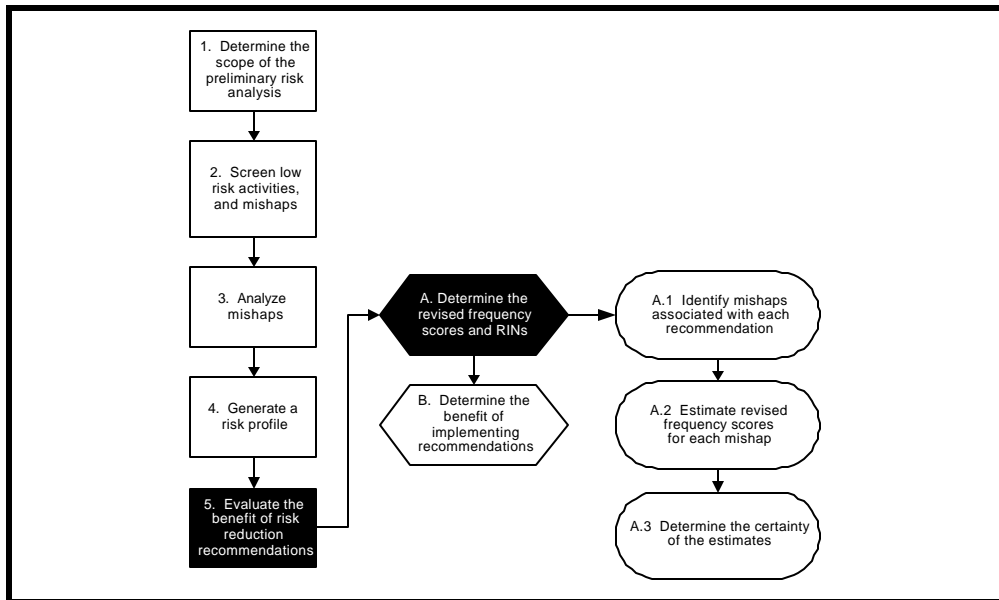 1. Determine the
scope of the
preliminary risk
analysis
2. Screen low
risk activities,
and mishaps
3. Analyze
mishaps
4. Generate a
risk profile
5. Evaluate the
benefit of risk
reduction
recommendations
A. Determine the
revised frequency
scores and RINs
B. Determine the
benefit of
implementing
recommendations
A.1 Identify mishaps
associated with each
recommendation
A.2 Estimate revised
frequency scores
for each mishap
A.3 Determine the certainty
of the estimates